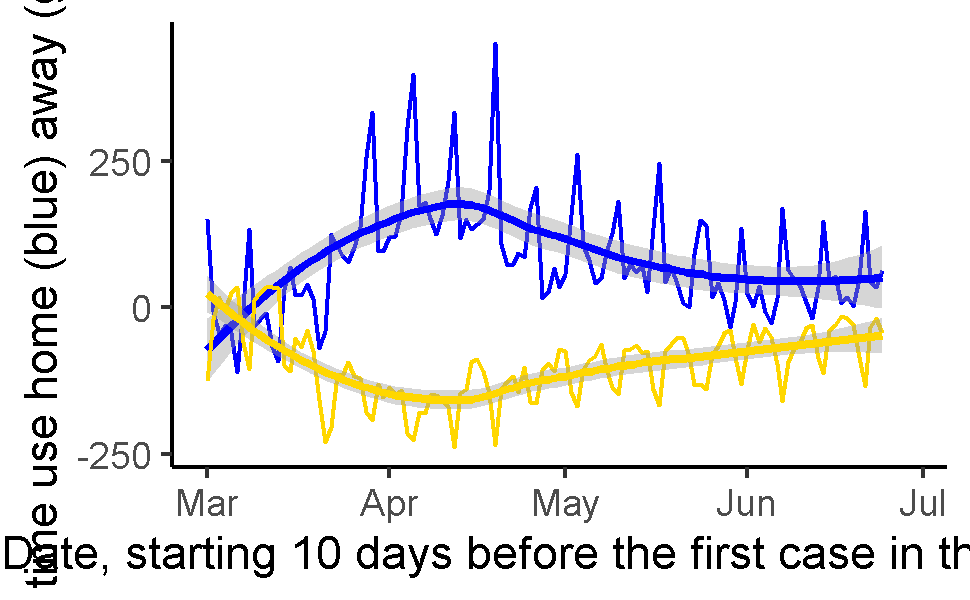 time use home (blue) away (
250
0
-250
Mar Apr May Jun Jul
Date, starting 10 days before the first case in th